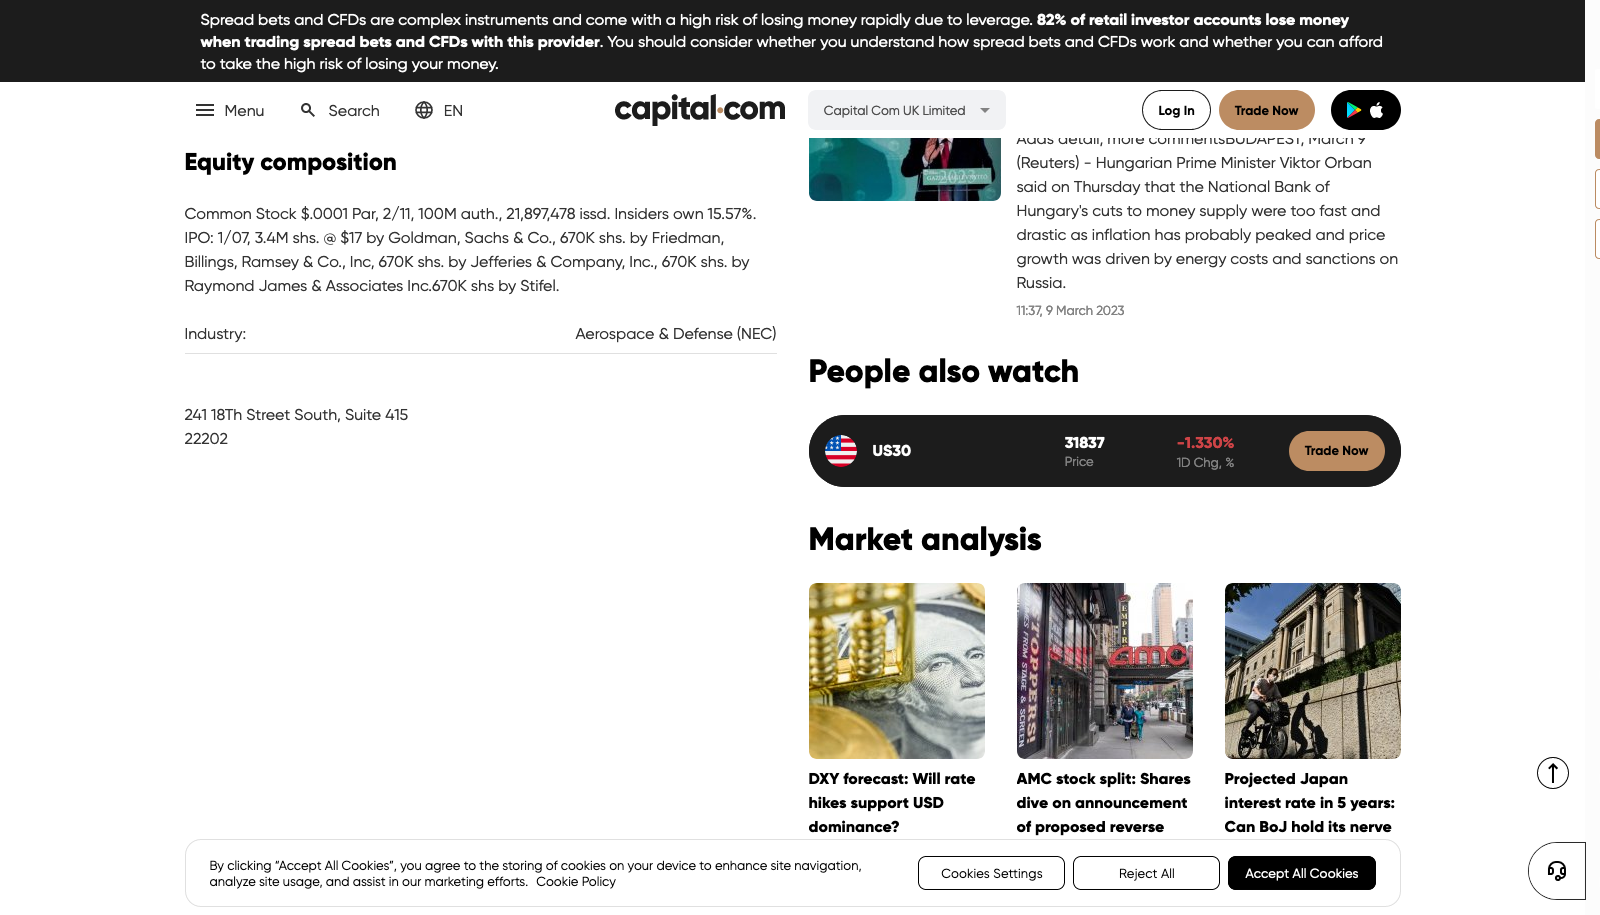 Spread bets and CFDs are complex instruments and come with a high risk of losing money rapidly due to leverage. 82% of retail investor accounts lose money
when trading spread bets and CFDs with this provider. You should consider whether you understand how spread bets and CFDs work and whether you can afford
to take the high risk of losing your money.
Menu
Search
EN
capital.com
Capital Com UK Limited
Log In
Trade Now
Equity composition
Common Stock $.0001 Par, 2/11, 100M auth., 21,897,478 issd. Insiders own 15.57%.
IPO: 1/07, 3.4M shs. @ $17 by Goldman, Sachs & Co., 670K shs. by Friedman,
Billings, Ramsey & Co., Inc, 670K shs. by Jefferies & Company, Inc., 670K shs. by
Raymond James & Associates Inc.670K shs by Stifel.
Industry:
Aerospace & Defense (NEC)
241 18Th Street South, Suite 415
22202
Adds detail, more commentsBUDAPEST, March 9
(Reuters) - Hungarian Prime Minister Viktor Orban
said on Thursday that the National Bank of
Hungary's cuts to money supply were too fast and
drastic as inflation has probably peaked and price
growth was driven by energy costs and sanctions on
Russia.
11:37, 9 March 2023
People also watch
US30
31837
Price
-1.330%
1D Chg, %
Trade Now
Market analysis
EMPIR
amc
TOPPERS!
STAGE & SCREEN
DXY forecast: Will rate
hikes support USD
dominance?
AMC stock split: Shares
dive on announcement
of proposed reverse
Projected Japan
interest rate in 5 years:
Can BoJ hold its nerve
By clicking “Accept All Cookies”, you agree to the storing of cookies on your device to enhance site navigation,
analyze site usage, and assist in our marketing efforts. Cookie Policy
Cookies Settings
Reject All
Accept All Cookies